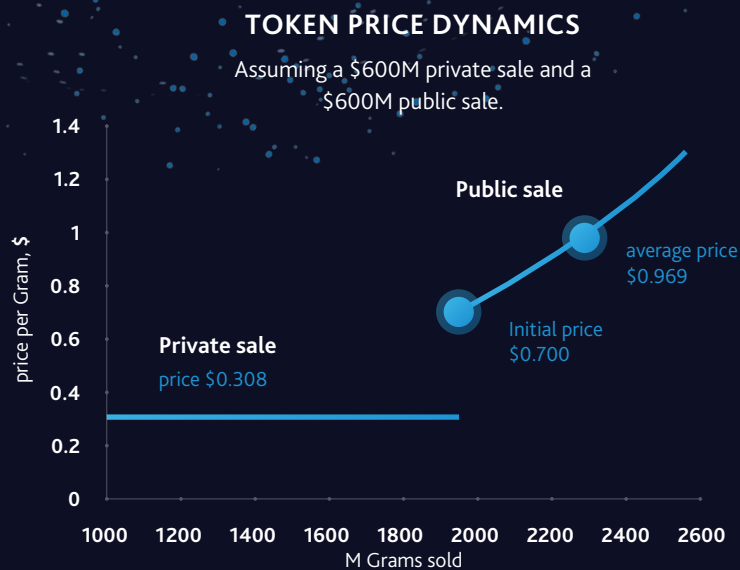 TOKEN PRICE DYNAMICS
Assuming a $600M private sale and a
$600M public sale.
1.4
1.2
1
0.8
0.6
0.4
0.2
0
price per Gram, $
Public sale
average price
$0.969
Initial price
$0.700
Private sale
price $0.308
1000 1200 1400 1600 1800 2000 2200 2400 2600
M Grams sold